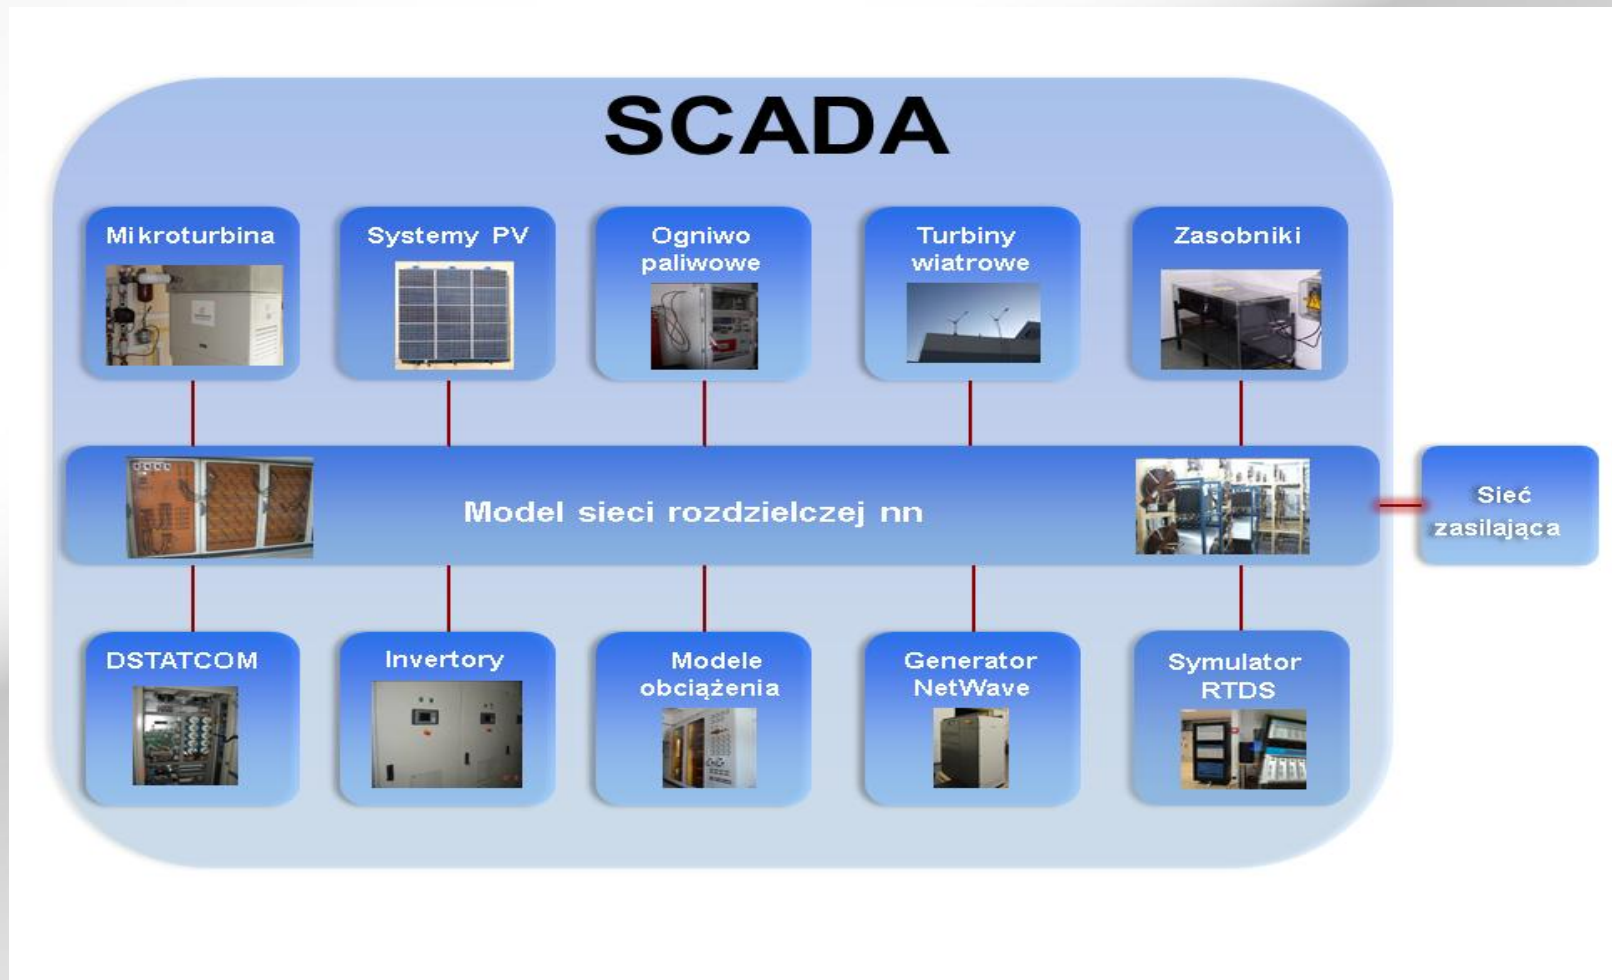 SCADA
Mikroturbina
Systemy PV
Ogniwo
paliwowe
Turbiny
wiatrowe
Zasobniki
Model sieci rozdzielczej nn
Sieć
zasilająca
DSTATCOM
Invertory
Modele
obciążenia
Generator
NetWave
Symulator
RTDS